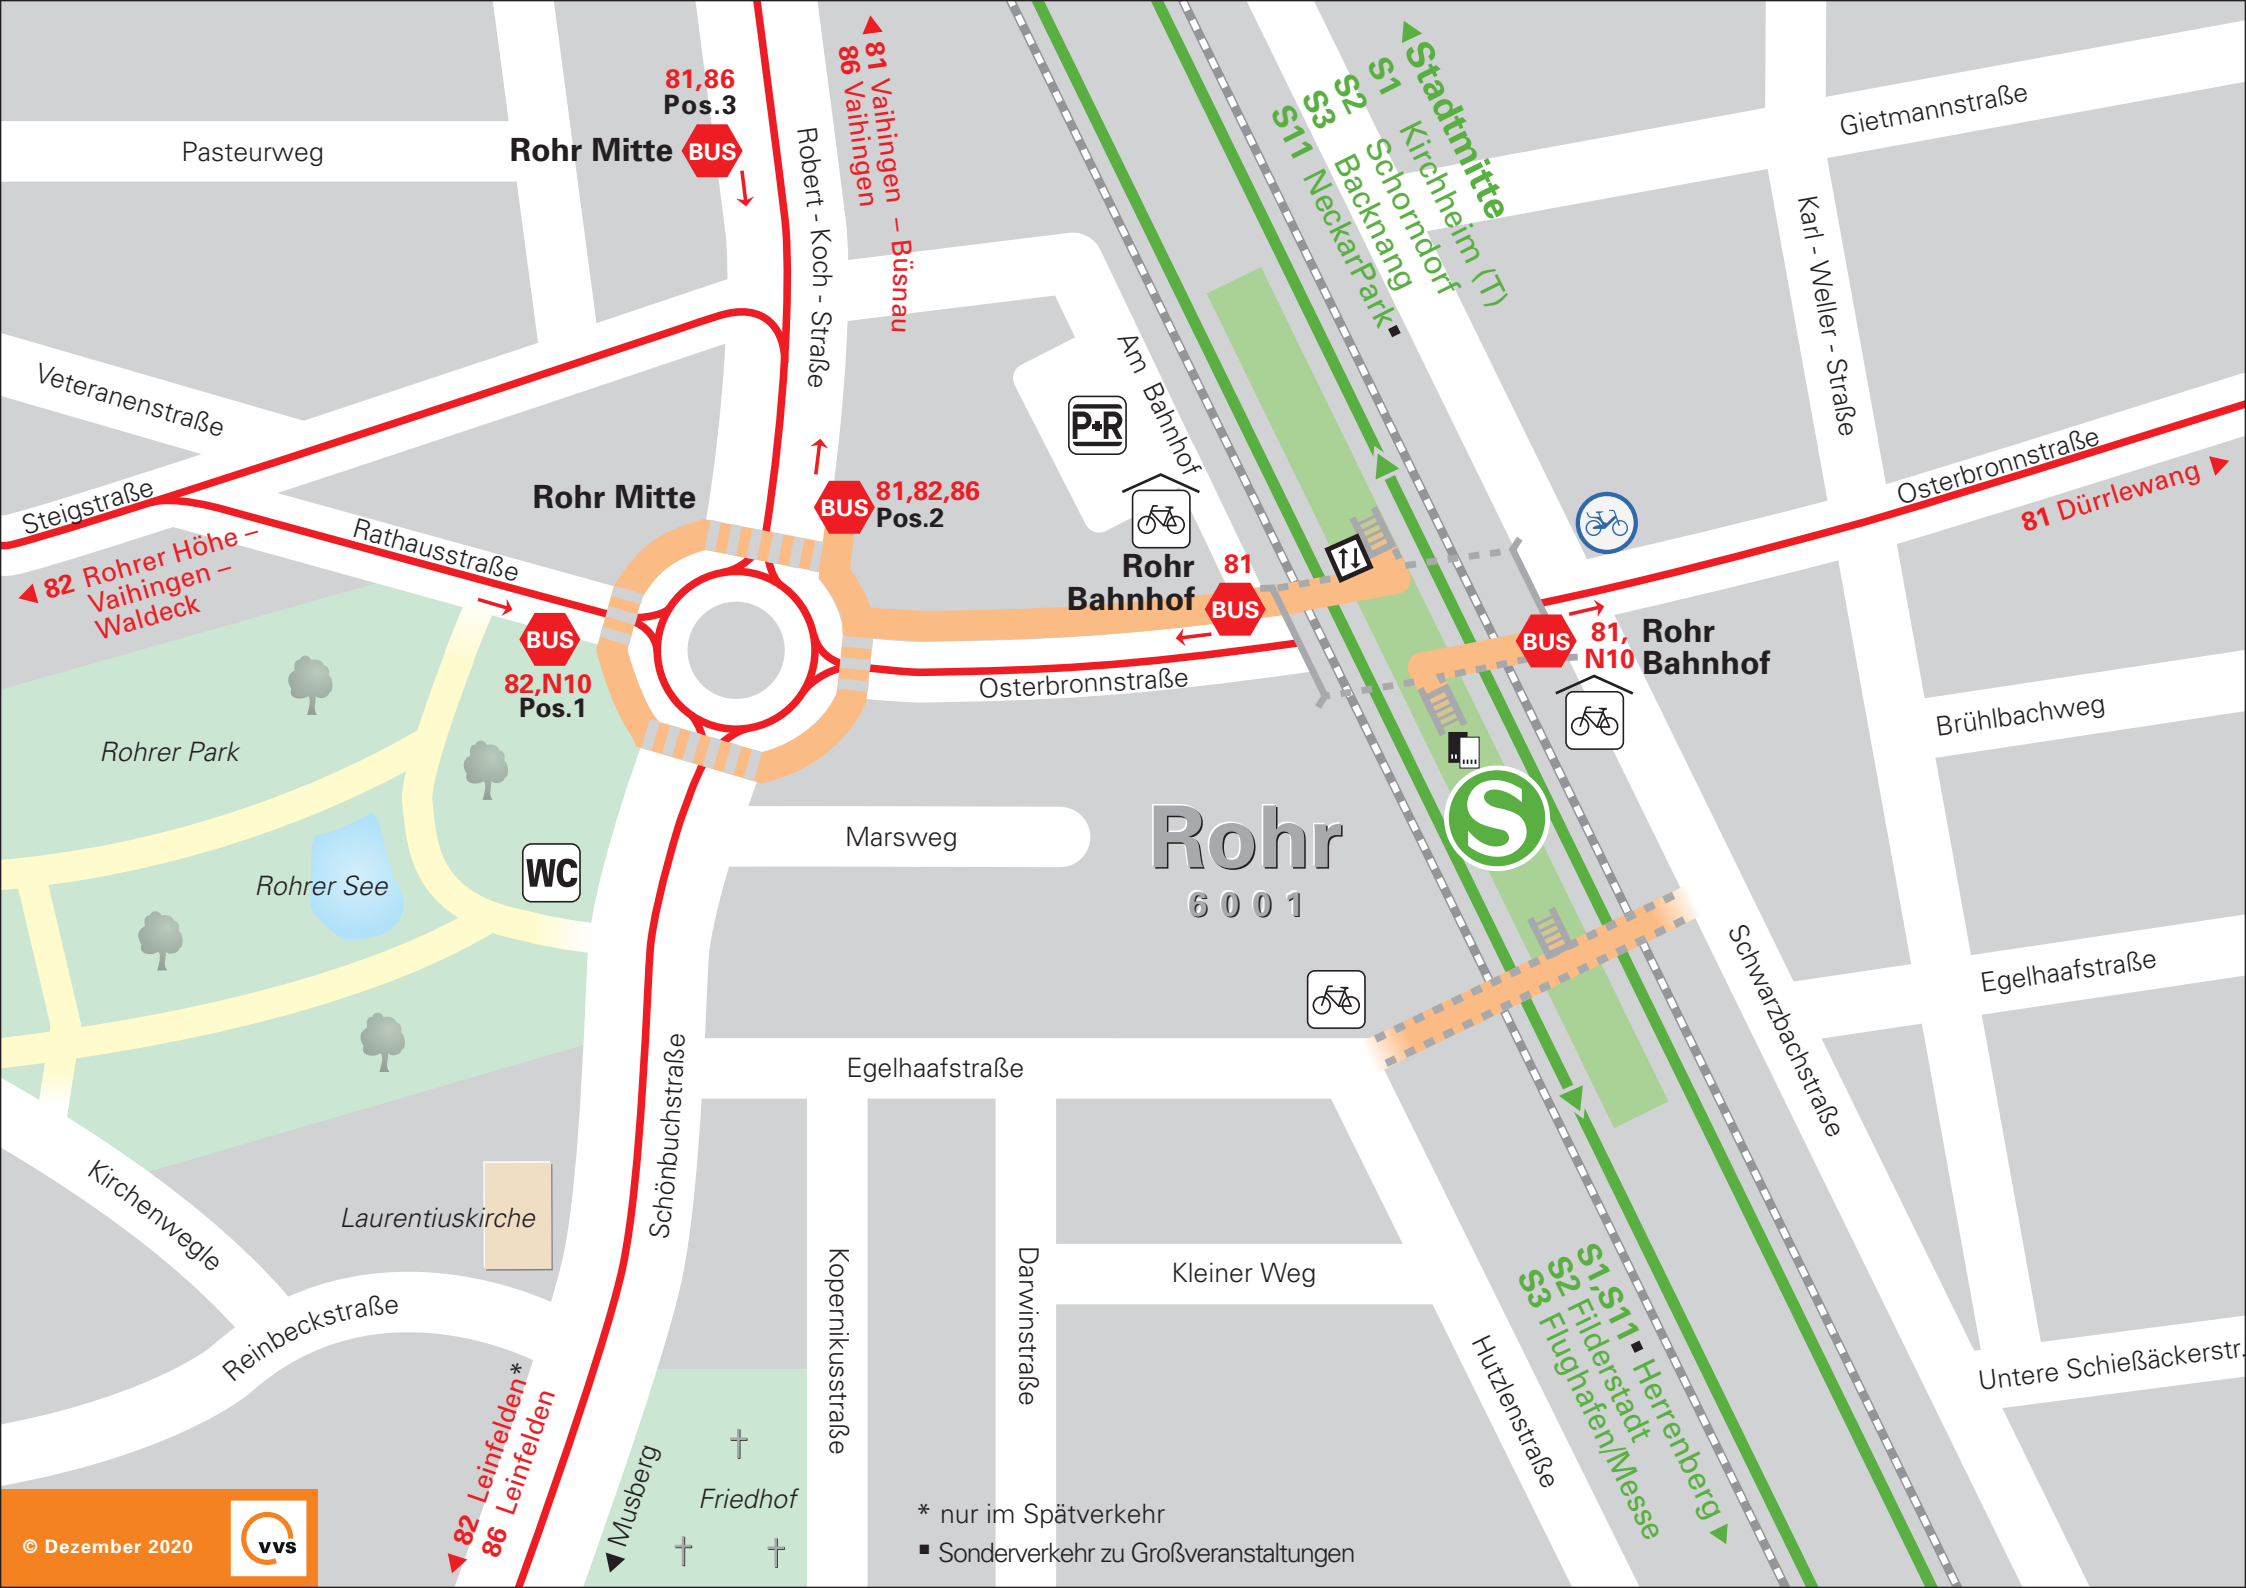 81,86
Pos.3
Rohr Mitte
BUS
Pasteurweg
Robert - Koch - Straße
81 Vaihingen – Büsnau
86 Vaihingen
Stadtmitte
S1 Kirchheim (T)
S2 Schorndorf
S3 Backnang
S11 NeckarPark
Gietmannstraße
Karl - Weller - Straße
Veteranenstraße
Steigstraße
Rathausstraße
82 Rohrer Höhe –
Vaihingen –
Waldeck
Rohr Mitte
BUS
81,82,86
Pos.2
BUS
82,N10
Pos.1
P+R
Am Bahnhof
Rohr
Bahnhof
81
BUS
Osterbronnstraße
BUS
81,
N10
Rohr
Bahnhof
Osterbronnstraße
81 Dürrlewang
Brühlbachweg
Rohrer Park
Rohrer See
WC
Marsweg
Rohr
6001
S
Egelhaafstraße
Schwarzbachstraße
Egelhaafstraße
Schönbuchstraße
Kirchenwegle
Laurentiuskirche
Reinbeckstraße
Kopernikusstraße
Darwinstraße
Kleiner Weg
Hutzlenstraße
S1,S11 Herrenberg
S2 Filderstadt
S3 Flughafen/Messe
Untere Schießäckerstr.
82 Leinfelden*
86 Leinfelden
Musberg
Friedhof
* nur im Spätverkehr
▪ Sonderverkehr zu Großveranstaltungen
© Dezember 2020
vvs